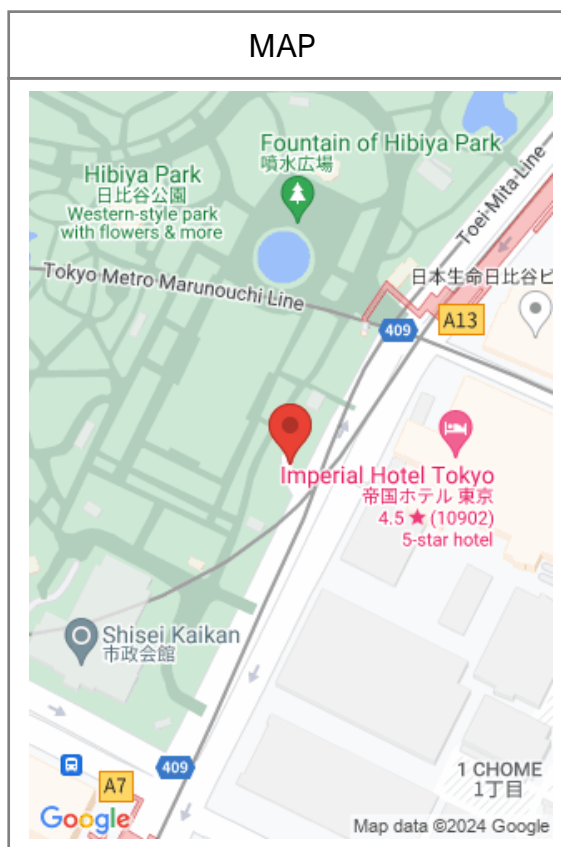 MAP
Fountain of Hibiya Park
噴水広場
Hibiya Park
日比谷公園
Western-style park
with flowers & more
Toei Mita Line
Tokyo Metro Marunouchi Line
日本生命日比谷ビ
409
A13
Imperial Hotel Tokyo
帝国ホテル 東京
4.5 ★ (10902)
5-star hotel
Shisei Kaikan
市政会館
409
A7
1 CHOME
1丁目
Google
Map data ©2024 Google